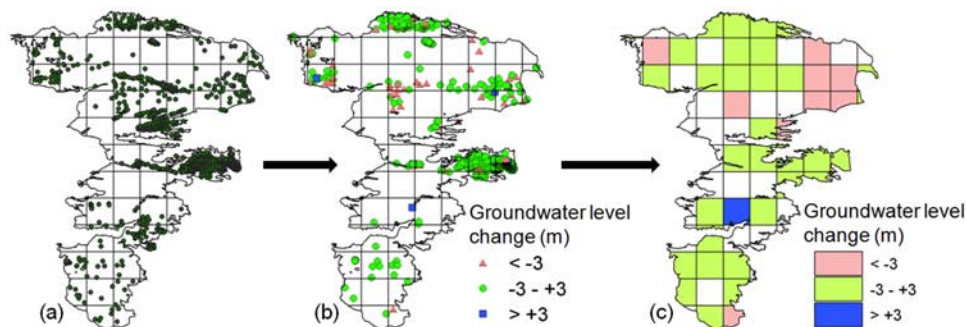 (a)
(b)
Groundwater level
change (m)
< -3
-3 - +3
> +3
(c)
Groundwater level
change (m)
< -3
-3 - +3
> +3